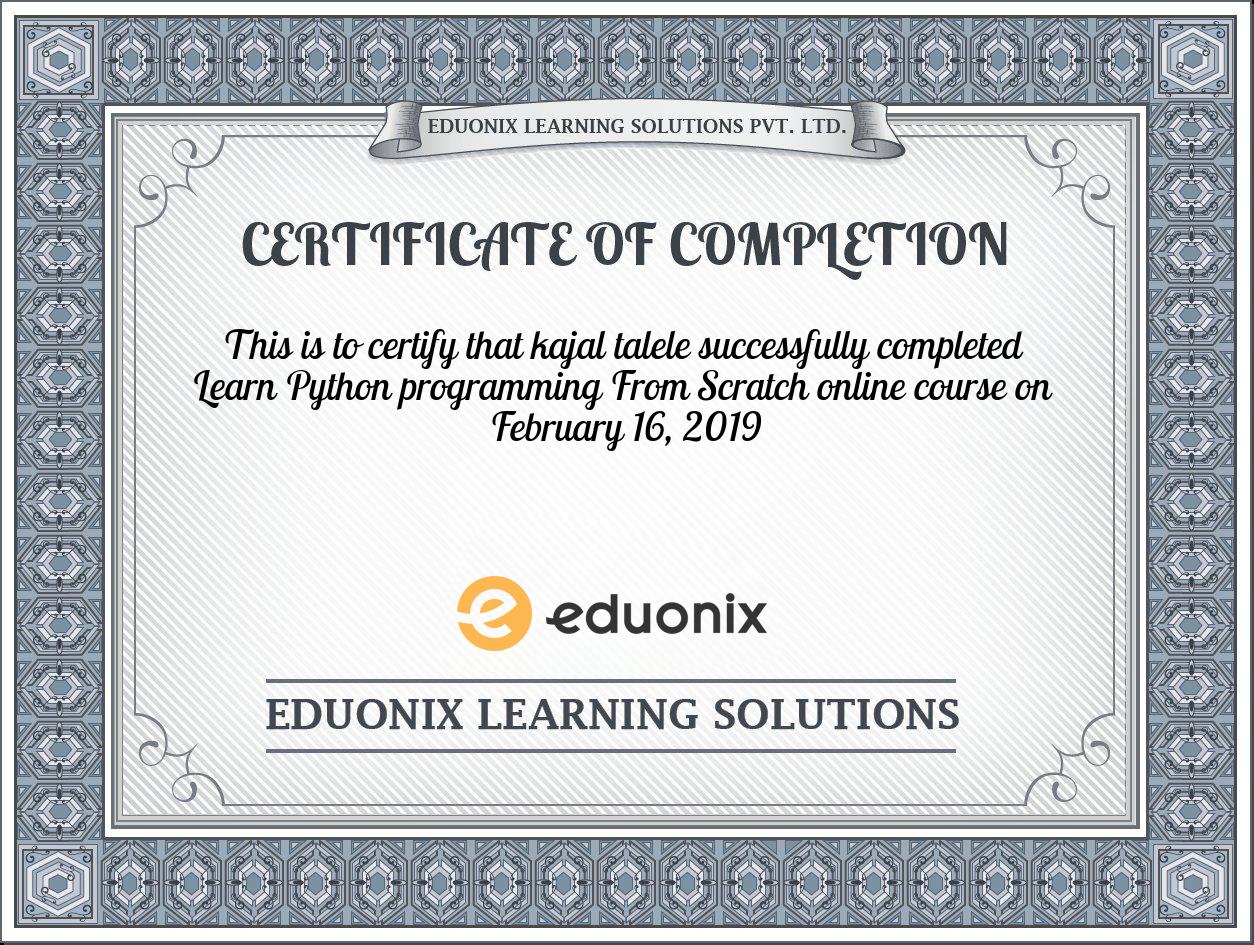 EDUONIX LEARNING SOLUTIONS PVT. LTD.
CERTIFICATE OF COMPLETION
This is to certify that kajal talele successfully completed
Learn Python programming From Scratch online course on
February 16, 2019
e eduonix
EDUONIX LEARNING SOLUTIONS